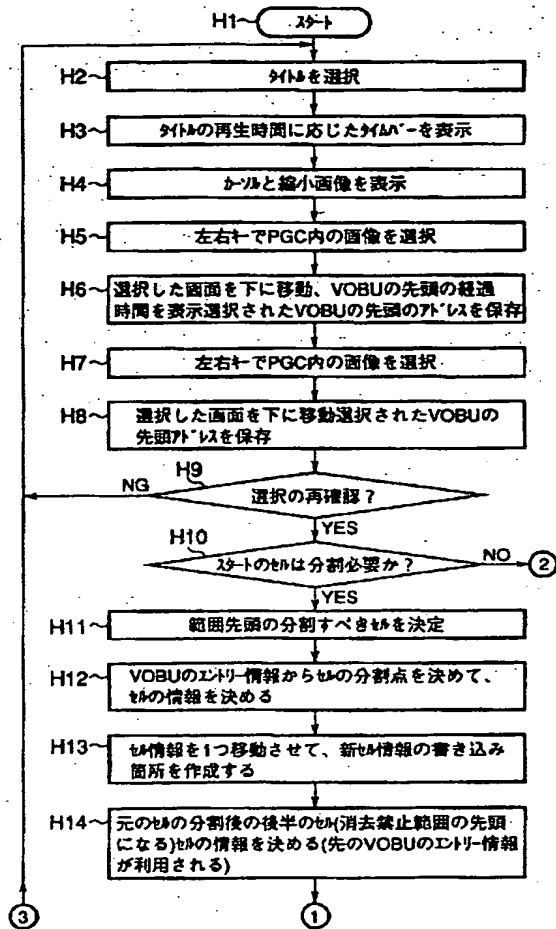 H1 スタート
H2 タイトルを選択
H3 タイトルの再生時間に応じたタイムバーを表示
H4 カーソルと縮小画像を表示
H5 左右キーでPGC内の画像を選択
H6 選択した画面を下に移動、VOBUの先頭の経過
時間を表示選択されたVOBUの先頭のアドレスを保存
H7 左右キーでPGC内の画像を選択
H8 選択した画面を下に移動選択されたVOBUの
先頭アドレスを保存
H9
NG 選択の再確認?
YES
H10
スタートのセルは分割必要か? NO ②
YES
H11 範囲先頭の分割すべきセルを決定
H12 VOBUのエントリー情報からセルの分割点を決めて、
セルの情報を決める
H13 セル情報を1つ移動させて、新セル情報の書き込み
箇所を作成する
H14 元のセルの分割後の後半のセル(消去禁止範囲の先頭
になる)セルの情報を決める(先のVOBUのエントリー情報
が利用される)
③ ①